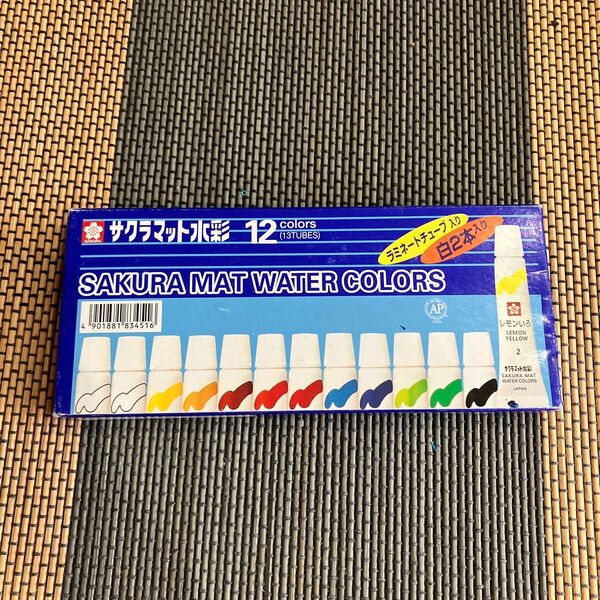 サクラマット水彩 12 colors
(13TUBES)
ラミネートチューブ入り
白2本入り
SAKURA MAT WATER COLORS
4 901881 834516
AP
レモンいろ
LEMON
YELLOW
2
サクラマット水彩
SAKURA MAT
WATER COLORS
JAPAN